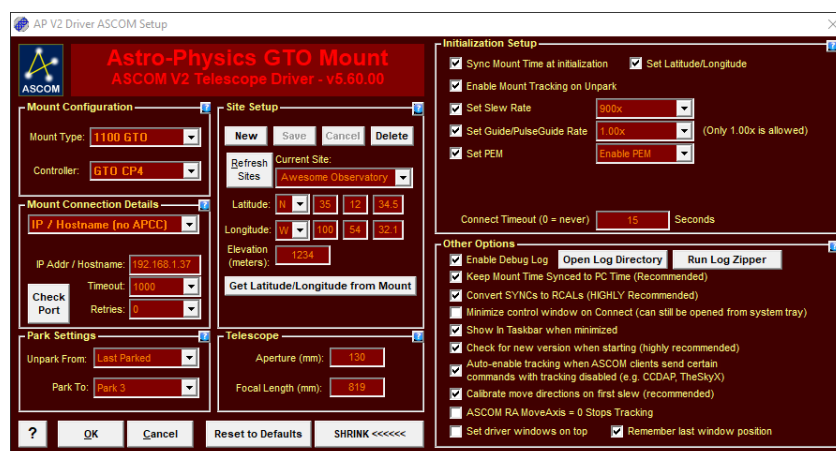 AP V2 Driver ASCOM Setup
ASCOM
Astro-Physics GTO Mount
ASCOM V2 Telescope Driver - v5.60.00
Mount Configuration ?
Mount Type: 1100 GTO
Controller: GTO CP4
Mount Connection Details ?
IP / Hostname (no APCC)
IP Addr / Hostname: 192.168.1.37
Check Port
Timeout: 1000
Retries: 0
Park Settings ?
Unpark From: Last Parked
Park To: Park 3
Site Setup ?
New Save Cancel Delete
Refresh Sites
Current Site:
Awesome Observatory
Latitude: N 35 12 34.5
Longitude: W 100 54 32.1
Elevation (meters): 1234
Get Latitude/Longitude from Mount
Telescope ?
Aperture (mm): 130
Focal Length (mm): 819
? OK Cancel Reset to Defaults SHRINK <<<<<<
Initialization Setup ?
Sync Mount Time at initialization Set Latitude/Longitude
Enable Mount Tracking on Unpark
Set Slew Rate 900x
Set Guide/PulseGuide Rate 1.00x (Only 1.00x is allowed)
Set PEM Enable PEM
Connect Timeout (0 = never) 15 Seconds
Other Options ?
Enable Debug Log Open Log Directory Run Log Zipper
Keep Mount Time Synced to PC Time (Recommended)
Convert SYNCs to RCALs (HIGHLY Recommended)
Minimize control window on Connect (can still be opened from system tray)
Show In Taskbar when minimized
Check for new version when starting (highly recommended)
Auto-enable tracking when ASCOM clients send certain
commands with tracking disabled (e.g. CCDAP, TheSkyX)
Calibrate move directions on first slew (recommended)
ASCOM RA MoveAxis = 0 Stops Tracking
Set driver windows on top Remember last window position